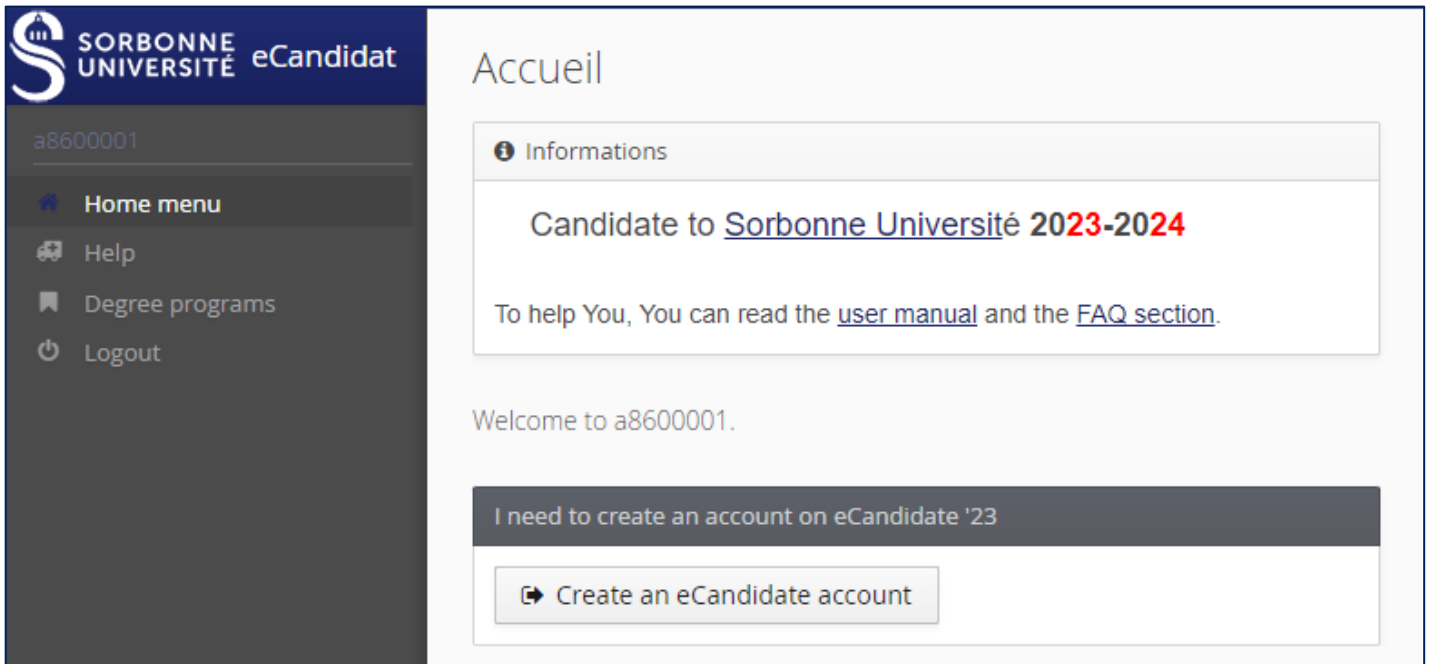 SORBONNE
UNIVERSITÉ eCandidat
a8600001
Home menu
Help
Degree programs
Logout
Accueil
Informations
Candidate to Sorbonne Université 2023-2024
To help You, You can read the user manual and the FAQ section.
Welcome to a8600001.
I need to create an account on eCandidate '23
Create an eCandidate account